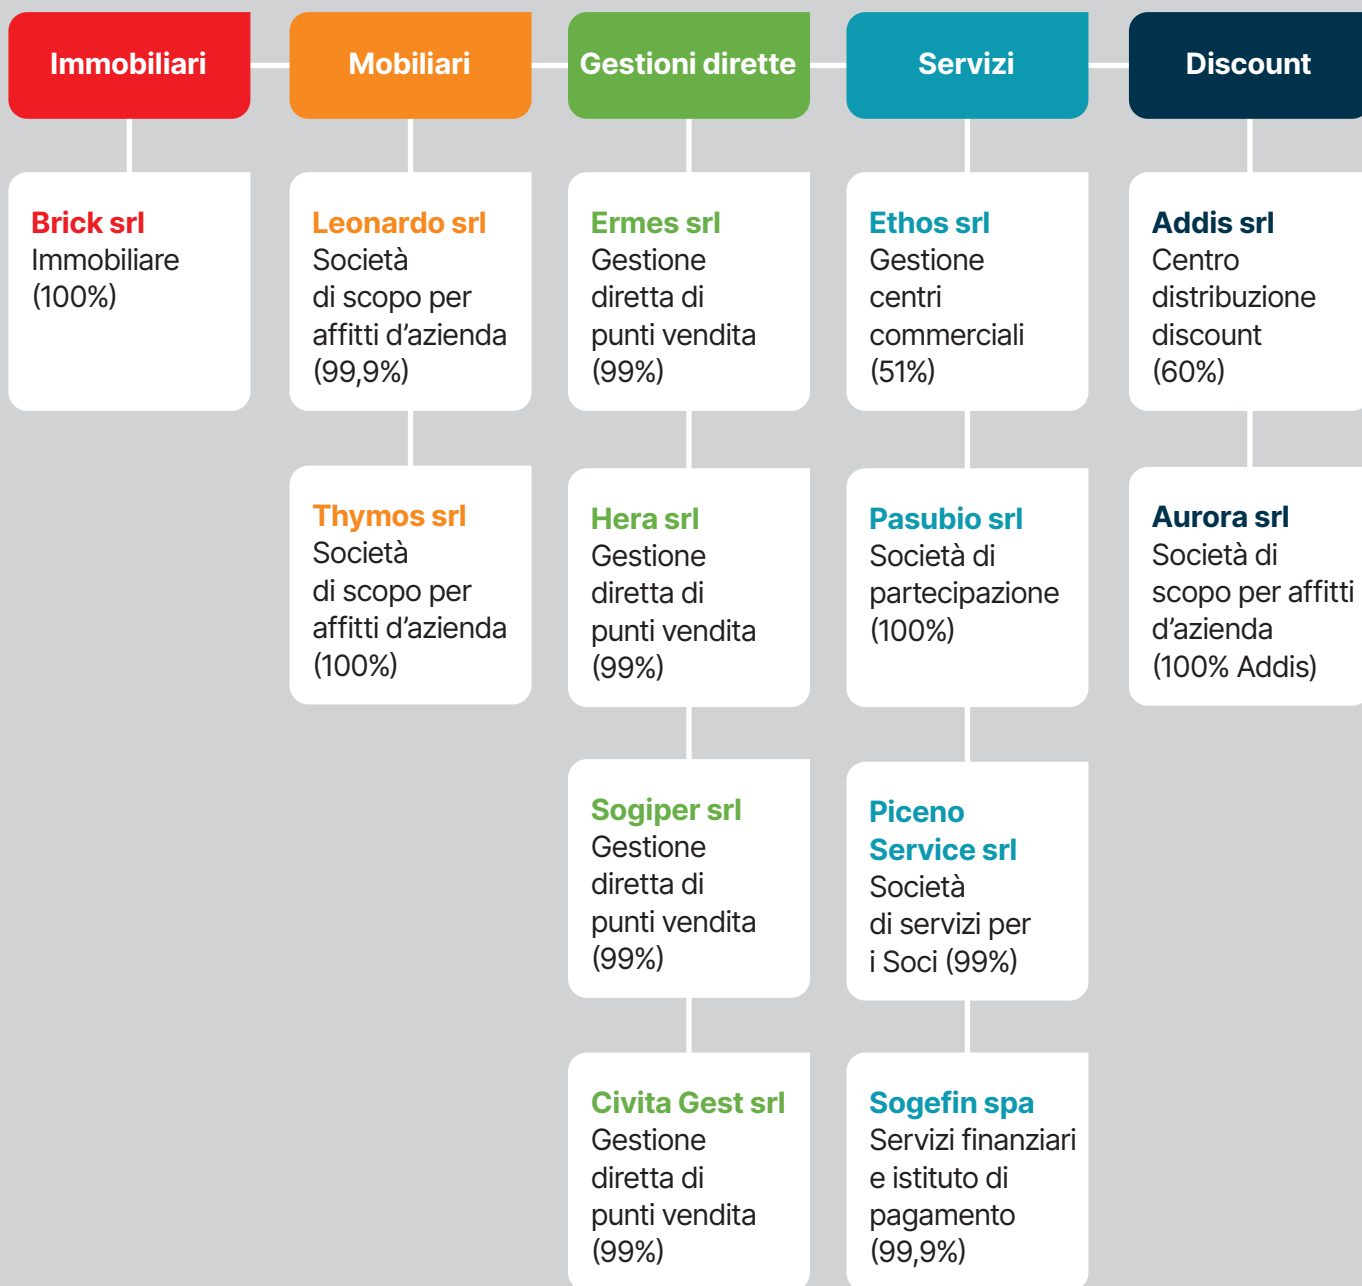 Immobiliari
Mobiliari
Gestioni dirette
Servizi
Discount
Brick srl
Immobiliare
(100%)
Leonardo srl
Società
di scopo per
affitti d’azienda
(99,9%)
Thymos srl
Società
di scopo per
affitti d’azienda
(100%)
Ermes srl
Gestione
diretta di
punti vendita
(99%)
Hera srl
Gestione
diretta di
punti vendita
(99%)
Sogiper srl
Gestione
diretta di
punti vendita
(99%)
Civita Gest srl
Gestione
diretta di
punti vendita
(99%)
Ethos srl
Gestione
centri
commerciali
(51%)
Pasubio srl
Società di
partecipazione
(100%)
Piceno
Service srl
Società
di servizi per
i Soci (99%)
Sogefin spa
Servizi finanziari
e istituto di
pagamento
(99,9%)
Addis srl
Centro
distribuzione
discount
(60%)
Aurora srl
Società di
scopo per affitti
d’azienda
(100% Addis)